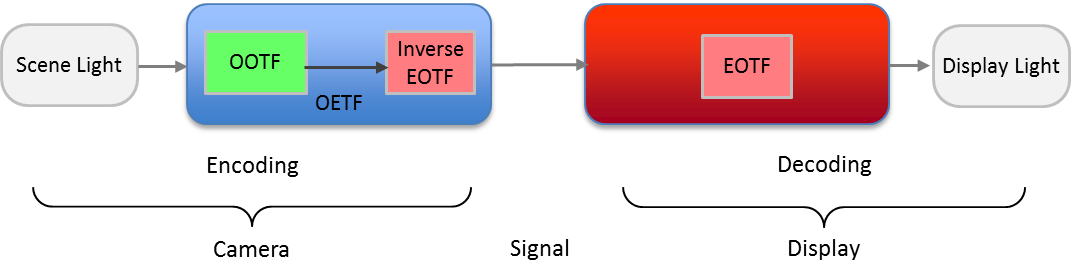 Scene Light
OOTF
OETF
Inverse
EOTF
EOTF
Display Light
Encoding
Decoding
Camera
Signal
Display